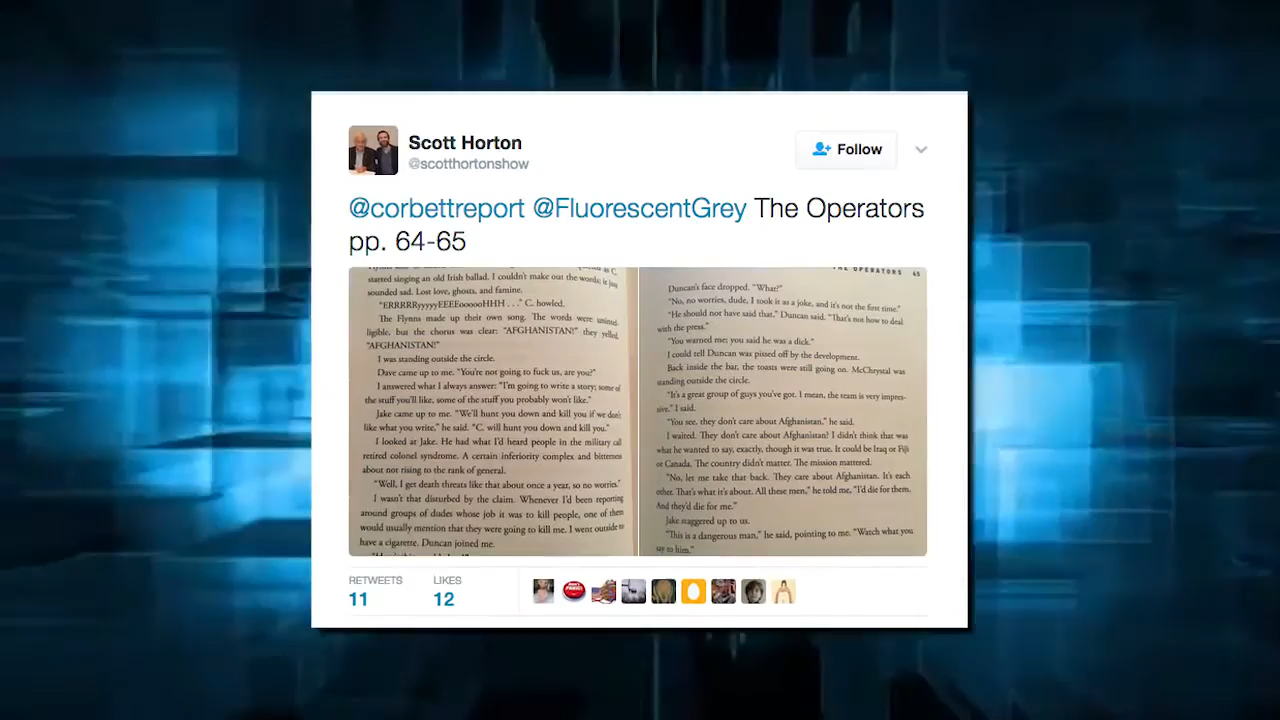 Scott Horton
@scotthortonshow
Follow
@corbettreport @FluorescentGrey The Operators
pp. 64-65
started singing an old Irish ballad. I couldn't make out the words; it just
sounded sad. Lost love, ghosts, and famine.
"ERRRRRyyyyEEEEoooooHHH . . ." C. howled.
The Flynns made up their own song. The words were unintel-
ligible, but the chorus was clear: "AFGHANISTAN!" they yelled,
"AFGHANISTAN!"
I was standing outside the circle.
Dave came up to me. "You're not going to fuck us, are you?"
I answered what I always answer: "I'm going to write a story; some of
the stuff you'll like, some of the stuff you probably won't like."
Jake came up to me. "We'll hunt you down and kill you if we don't
like what you write," he said. "C. will hunt you down and kill you."
I looked at Jake. He had what I'd heard people in the military call
retired colonel syndrome. A certain inferiority complex and bitterness
about not rising to the rank of general.
"Well, I get death threats like that about once a year, so no worries."
I wasn't that disturbed by the claim. Whenever I'd been reporting
around groups of dudes whose job it was to kill people, one of them
would usually mention that they were going to kill me. I went outside to
have a cigarette. Duncan joined me.
THE OPERATORS 65
Duncan's face dropped. "What?"
"No, no worries, dude, I took it as a joke, and it's not the first time."
"He should not have said that," Duncan said. "That's not how to deal
with the press."
"You warned me; you said he was a dick."
I could tell Duncan was pissed off by the development.
Back inside the bar, the toasts were still going on. McChrystal was
standing outside the circle.
"It's a great group of guys you've got. I mean, the team is very impres-
sive," I said.
"You see, they don't care about Afghanistan," he said.
I waited. They don't care about Afghanistan? I didn't think that was
what he wanted to say, exactly, though it was true. It could be Iraq or Fiji
or Canada. The country didn't matter. The mission mattered.
"No, let me take that back. They care about Afghanistan. It's each
other. That's what it's about. All these men," he told me, "I'd die for them.
And they'd die for me."
Jake staggered up to us.
"This is a dangerous man," he said, pointing to me. "Watch what you
say to him."
RETWEETS
11
LIKES
12